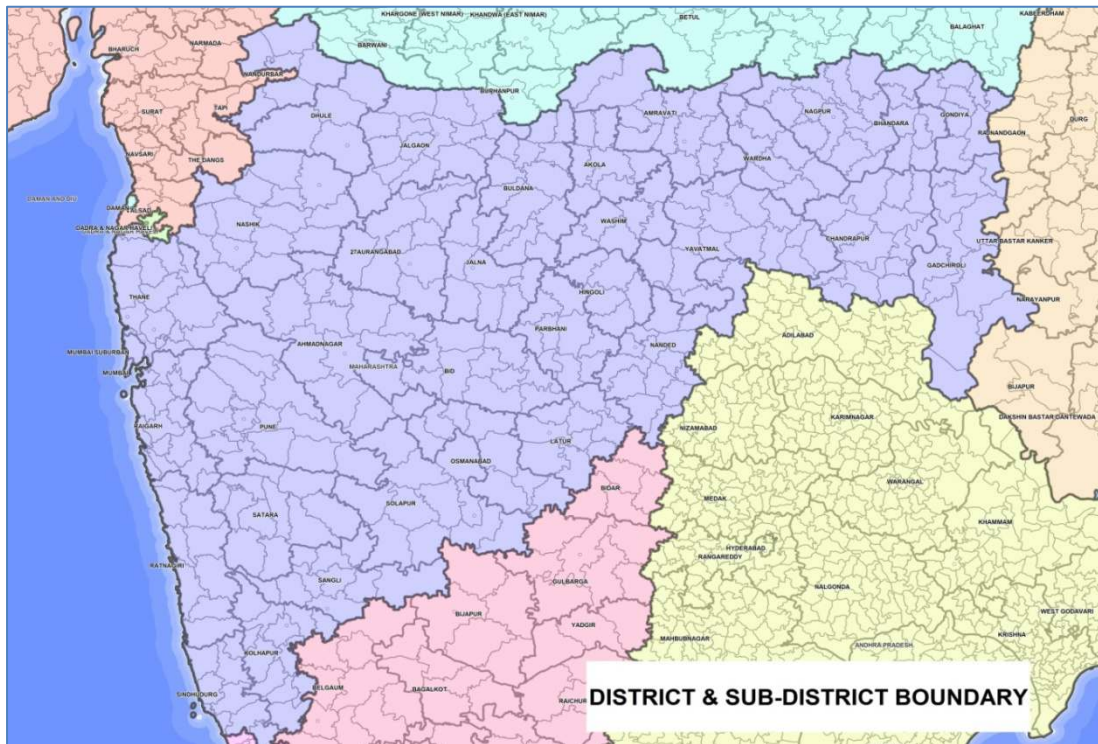 KHARGONE (WEST NIMAR)
KHANDWA (EAST NIMAR)
BETUL
KABEERDHAM
BALAGHAT
BHARUCH
NARMADA
BARWANI
NANDURBAR
BURHANPUR
SURAT
TAPI
DHULE
JALGAON
AMRAVATI
NAGPUR
BHANDARA
GONDIYA
RAJNANDGAON
DURG
NAVSARI
THE DANGS
BULDANA
AKOLA
WARDHA
DAMAN AND DIU
VALSAD
DADRA & NAGAR HAVELI
NASHIK
WASHIM
YAVATMAL
CHANDRAPUR
UTTAR BASTAR KANKER
27AURANGABAD
JALNA
GADCHIROLI
THANE
HINGOLI
NARAYANPUR
MUMBAI SUBURBAN
AHMADNAGAR
PARBHANI
NANDED
ADILABAD
MUMBAI
MAHARASHTRA
BID
BIJAPUR
RAIGARH
PUNE
NIZAMABAD
KARIMNAGAR
DAKSHIN BASTAR DANTEWADA
OSMANABAD
LATUR
BIDAR
WARANGAL
SATARA
SOLAPUR
MEDAK
KHAMMAM
RATNAGIRI
SANGLI
GULBARGA
HYDERABAD
RANGAREDDY
NALGONDA
BIJAPUR
YADGIR
WEST GODAVARI
KOLHAPUR
MAHBUBNAGAR
ANDHRA PRADESH
KRISHNA
SINDHUDURG
BELGAUM
BAGALKOT
RAICHUR
DISTRICT & SUB-DISTRICT BOUNDARY